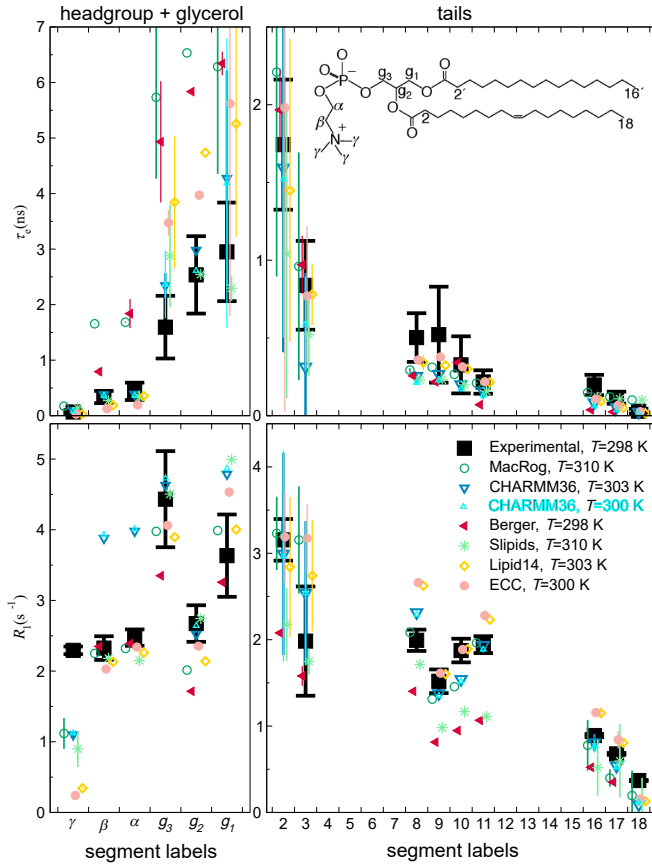 headgroup + glycerol
tails
7
6
5
4
3
2
1
0
τe(ns)
2
1
0
O
O
P
−
O
O
α
β
N
+
γ
γ
γ
g3
g1
g2
O
O
2′
16′
O
O
2
18
5
4
3
2
1
0
R1(s⁻¹)
4
3
2
1
0
Experimental, T=298 K
MacRog, T=310 K
CHARMM36, T=303 K
CHARMM36, T=300 K
Berger, T=298 K
Slipids, T=310 K
Lipid14, T=303 K
ECC, T=300 K
γ β α g3 g2 g1
2 3 4 5 6 7 8 9 10 11 12 13 14 15 16 17 18
segment labels
segment labels